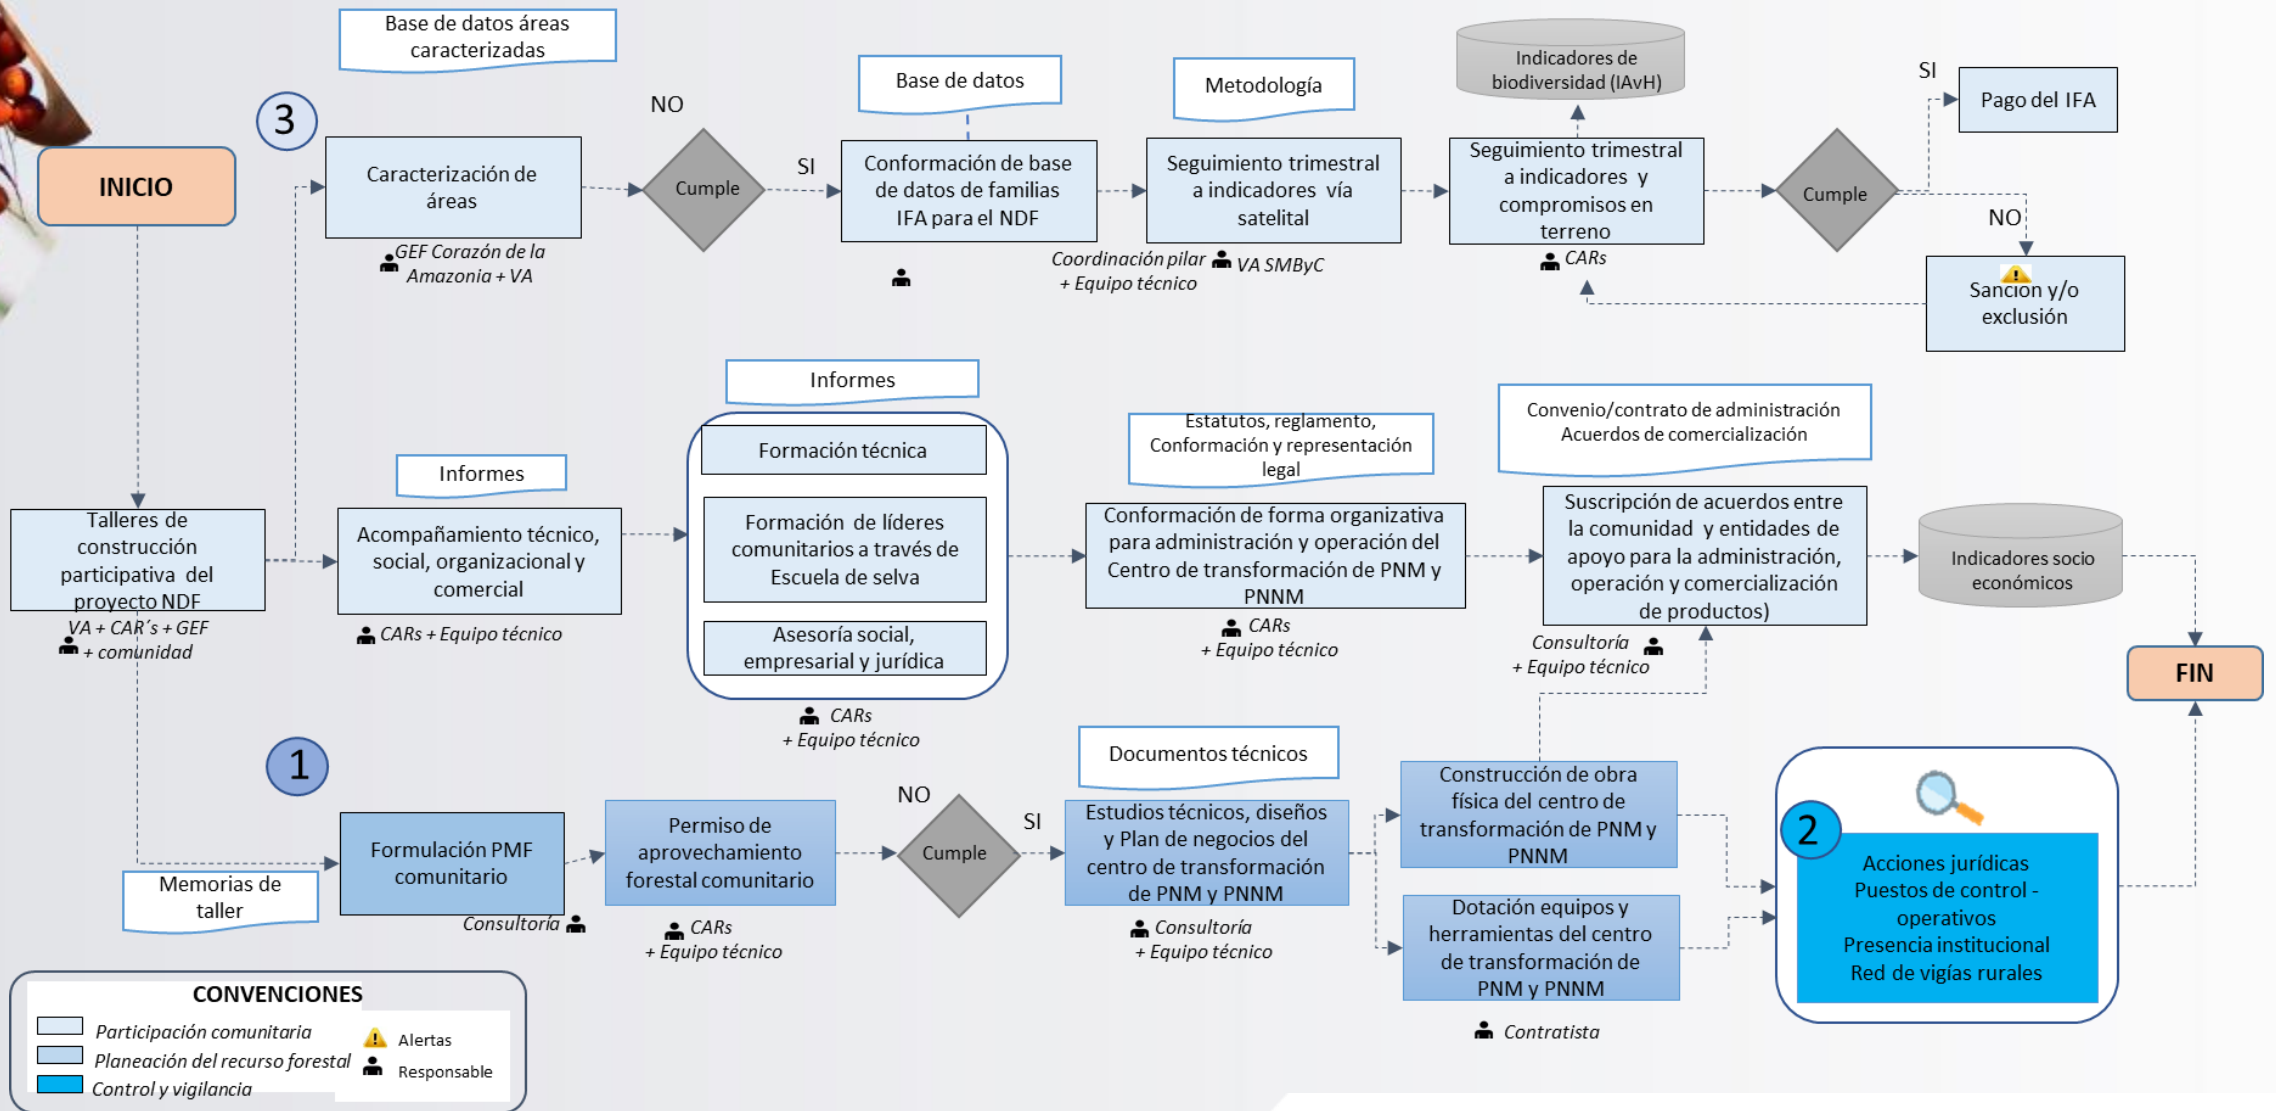 Base de datos áreas
caracterizadas
3
INICIO
Caracterización de
áreas
GEF Corazón de la
Amazonia + VA
NO
Cumple
SI
Base de datos
Conformación de base
de datos de familias
IFA para el NDF
Coordinación pilar
+ Equipo técnico
Metodología
Seguimiento trimestral
a indicadores vía
satelital
VA SMByC
Indicadores de
biodiversidad (IAvH)
Seguimiento trimestral
a indicadores y
compromisos en
terreno
CARs
Cumple
SI
Pago del IFA
NO
Sanción y/o
exclusión
Talleres de
construcción
participativa del
proyecto NDF
VA + CAR´s + GEF
+ comunidad
Informes
Acompañamiento técnico,
social, organizacional y
comercial
CARs + Equipo técnico
Informes
Formación técnica
Formación de líderes
comunitarios a través de
Escuela de selva
Asesoría social,
empresarial y jurídica
CARs
+ Equipo técnico
Estatutos, reglamento,
Conformación y representación
legal
Conformación de forma organizativa
para administración y operación del
Centro de transformación de PNM y
PNNM
CARs
+ Equipo técnico
Convenio/contrato de administración
Acuerdos de comercialización
Suscripción de acuerdos entre
la comunidad y entidades de
apoyo para la administración,
operación y comercialización
de productos)
Consultoría
+ Equipo técnico
Indicadores socio
económicos
FIN
1
Memorias de
taller
Formulación PMF
comunitario
Consultoría
Permiso de
aprovechamiento
forestal comunitario
CARs
+ Equipo técnico
NO
Cumple
SI
Documentos técnicos
Estudios técnicos, diseños
y Plan de negocios del
centro de transformación
de PNM y PNNM
Consultoría
+ Equipo técnico
Construcción de obra
física del centro de
transformación de PNM y
PNNM
Dotación equipos y
herramientas del centro
de transformación de
PNM y PNNM
Contratista
2
Acciones jurídicas
Puestos de control -
operativos
Presencia institucional
Red de vigías rurales
CONVENCIONES
Participación comunitaria
Planeación del recurso forestal
Control y vigilancia
Alertas
Responsable